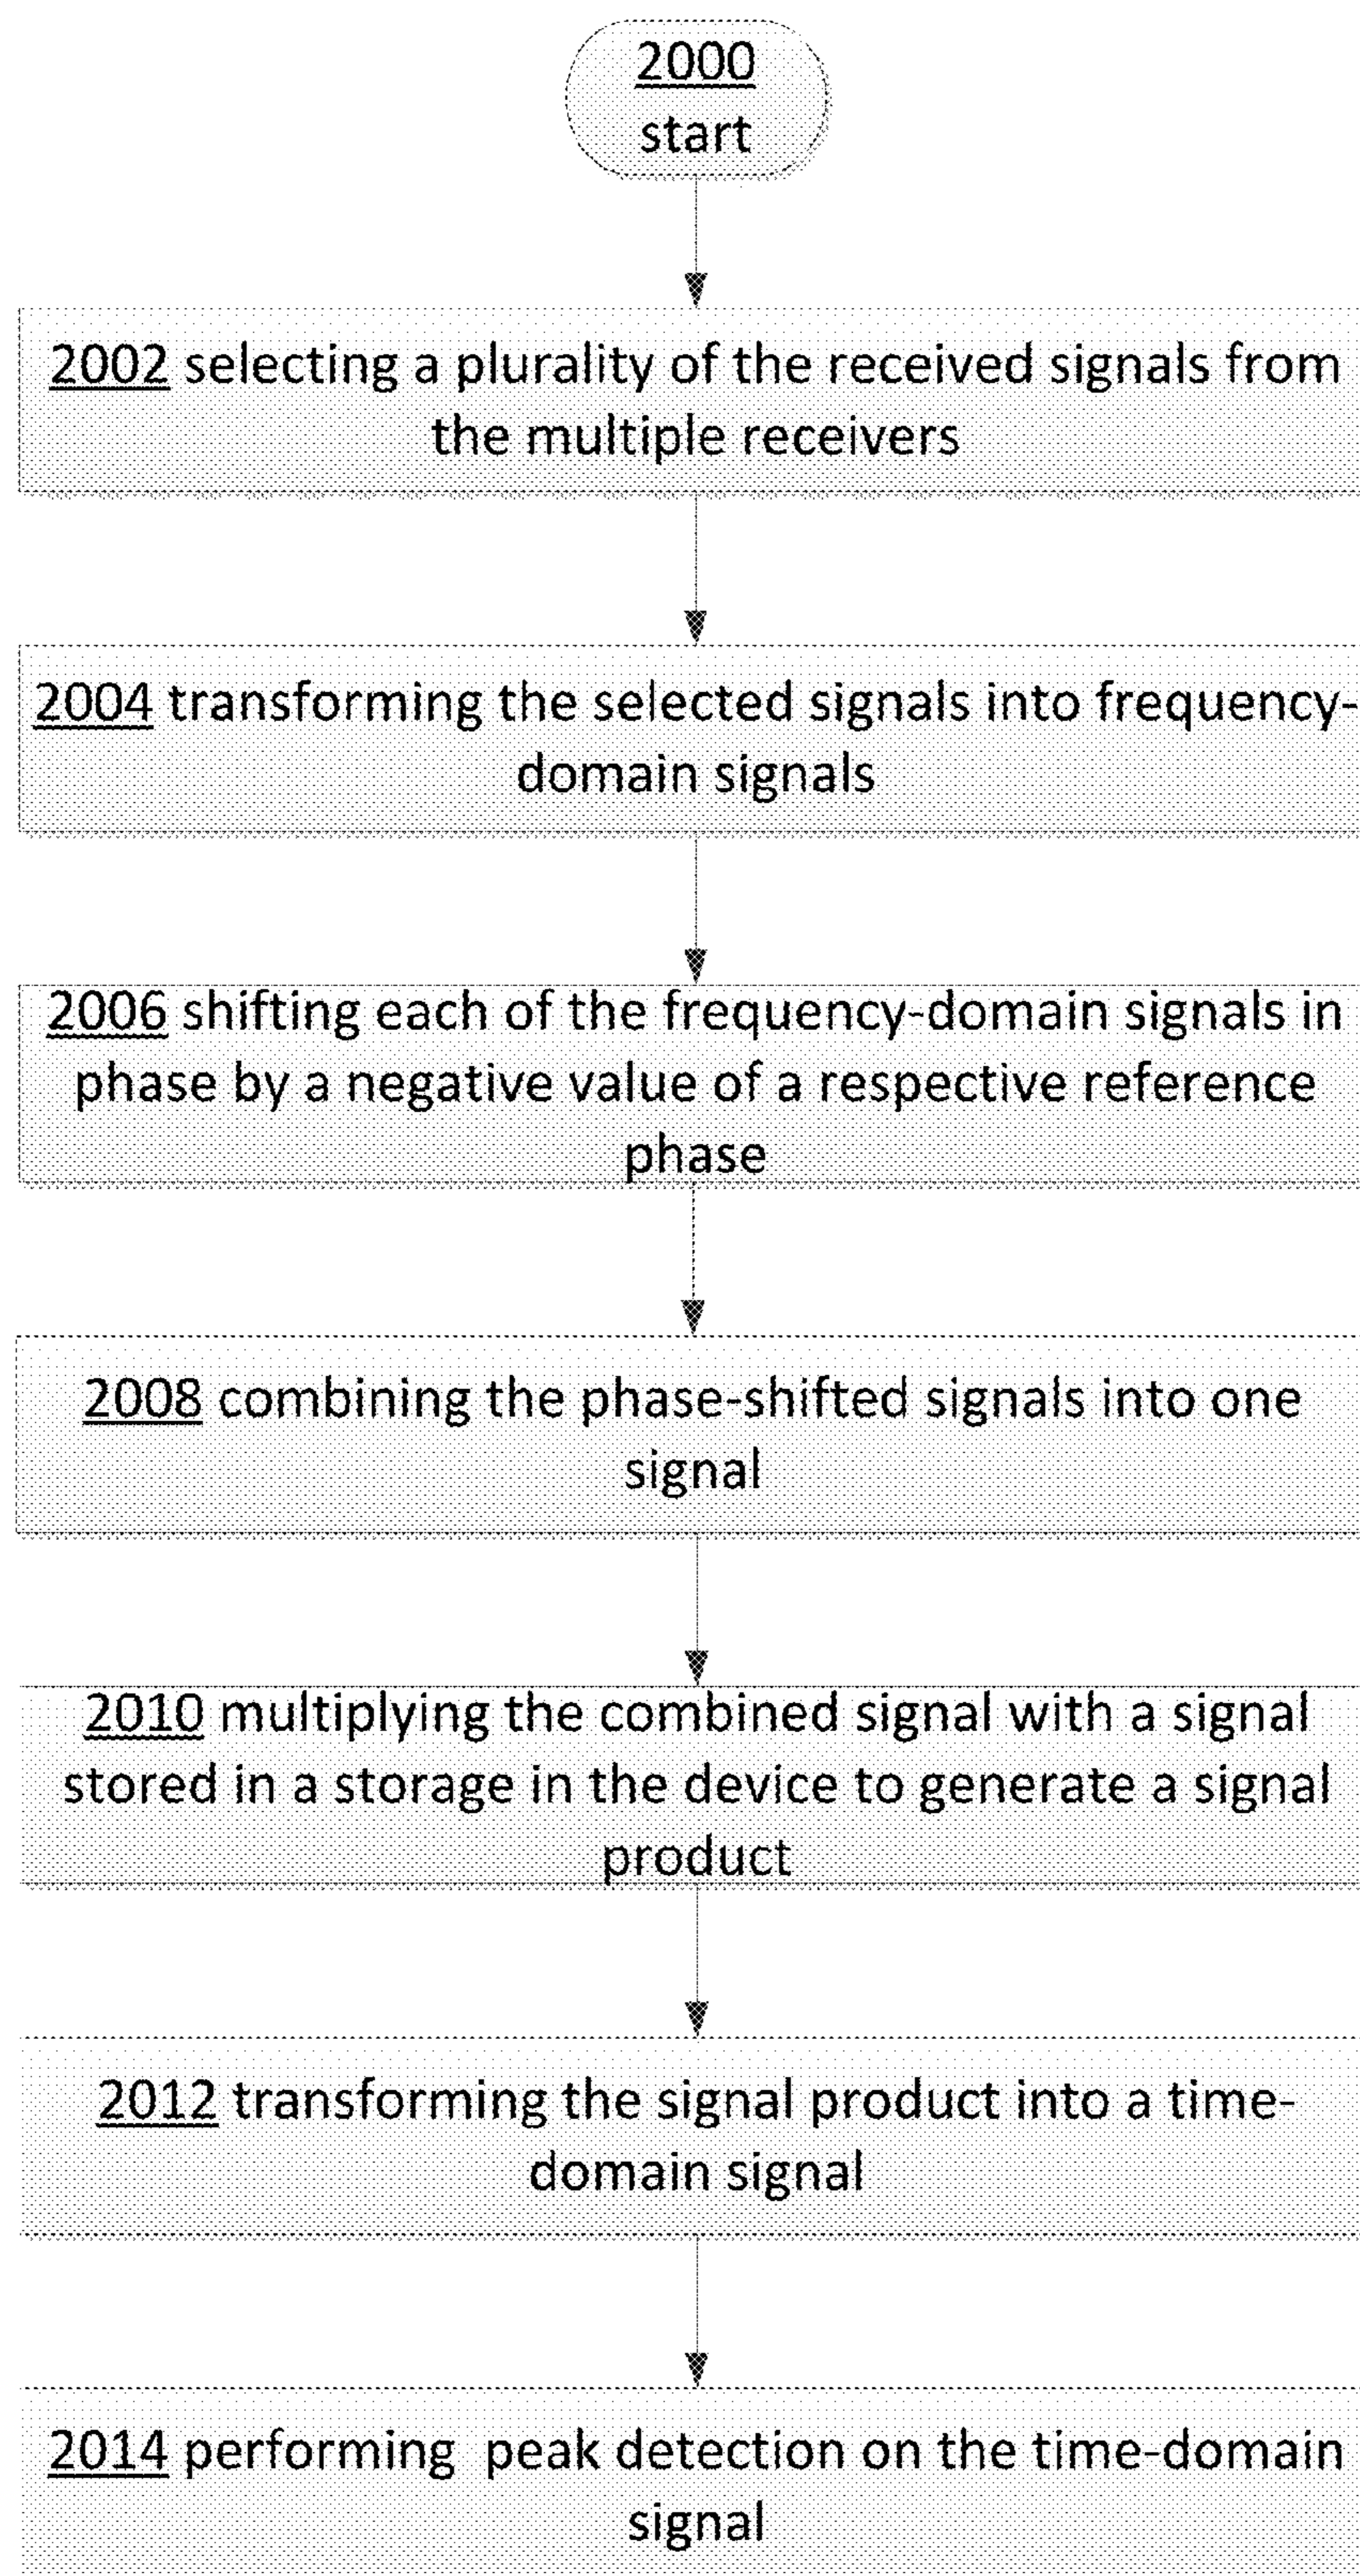 2000
start
2002 selecting a plurality of the received signals from
the multiple receivers
2004 transforming the selected signals into frequency-
domain signals
2006 shifting each of the frequency-domain signals in
phase by a negative value of a respective reference
phase
2008 combining the phase-shifted signals into one
signal
2010 multiplying the combined signal with a signal
stored in a storage in the device to generate a signal
product
2012 transforming the signal product into a time-
domain signal
2014 performing  peak detection on the time-domain
signal